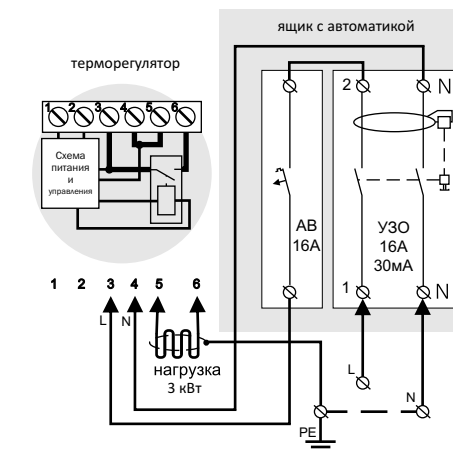 ящик с автоматикой
терморегулятор
2 N
1 2 3 4 5 6
Схема
питания
и
управления
АВ
16А
УЗО
16А
30мА
1 2 3 4 5 6
1 N
L N
нагрузка
3 кВт
L
N
PE